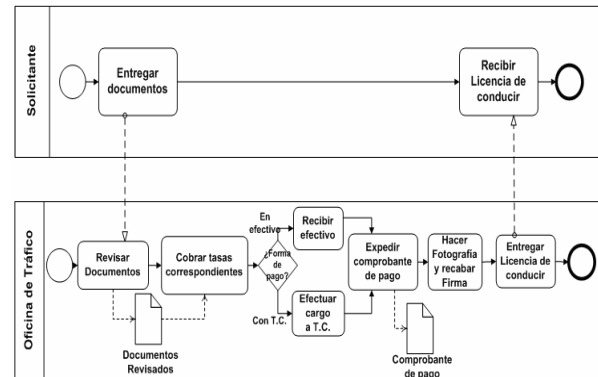 Solicitante
Entregar
documentos
Recibir
Licencia de
conducir
Oficina de Tráfico
Revisar
Documentos
Documentos
Revisados
Cobrar tasas
correspondientes
¿Forma
de
pago?
En
efectivo
Con T.C.
Recibir
efectivo
Efectuar
cargo
a T.C.
Expedir
comprobante
de pago
Comprobante
de pago
Hacer
Fotografía
y recabar
Firma
Entregar
Licencia de
conducir